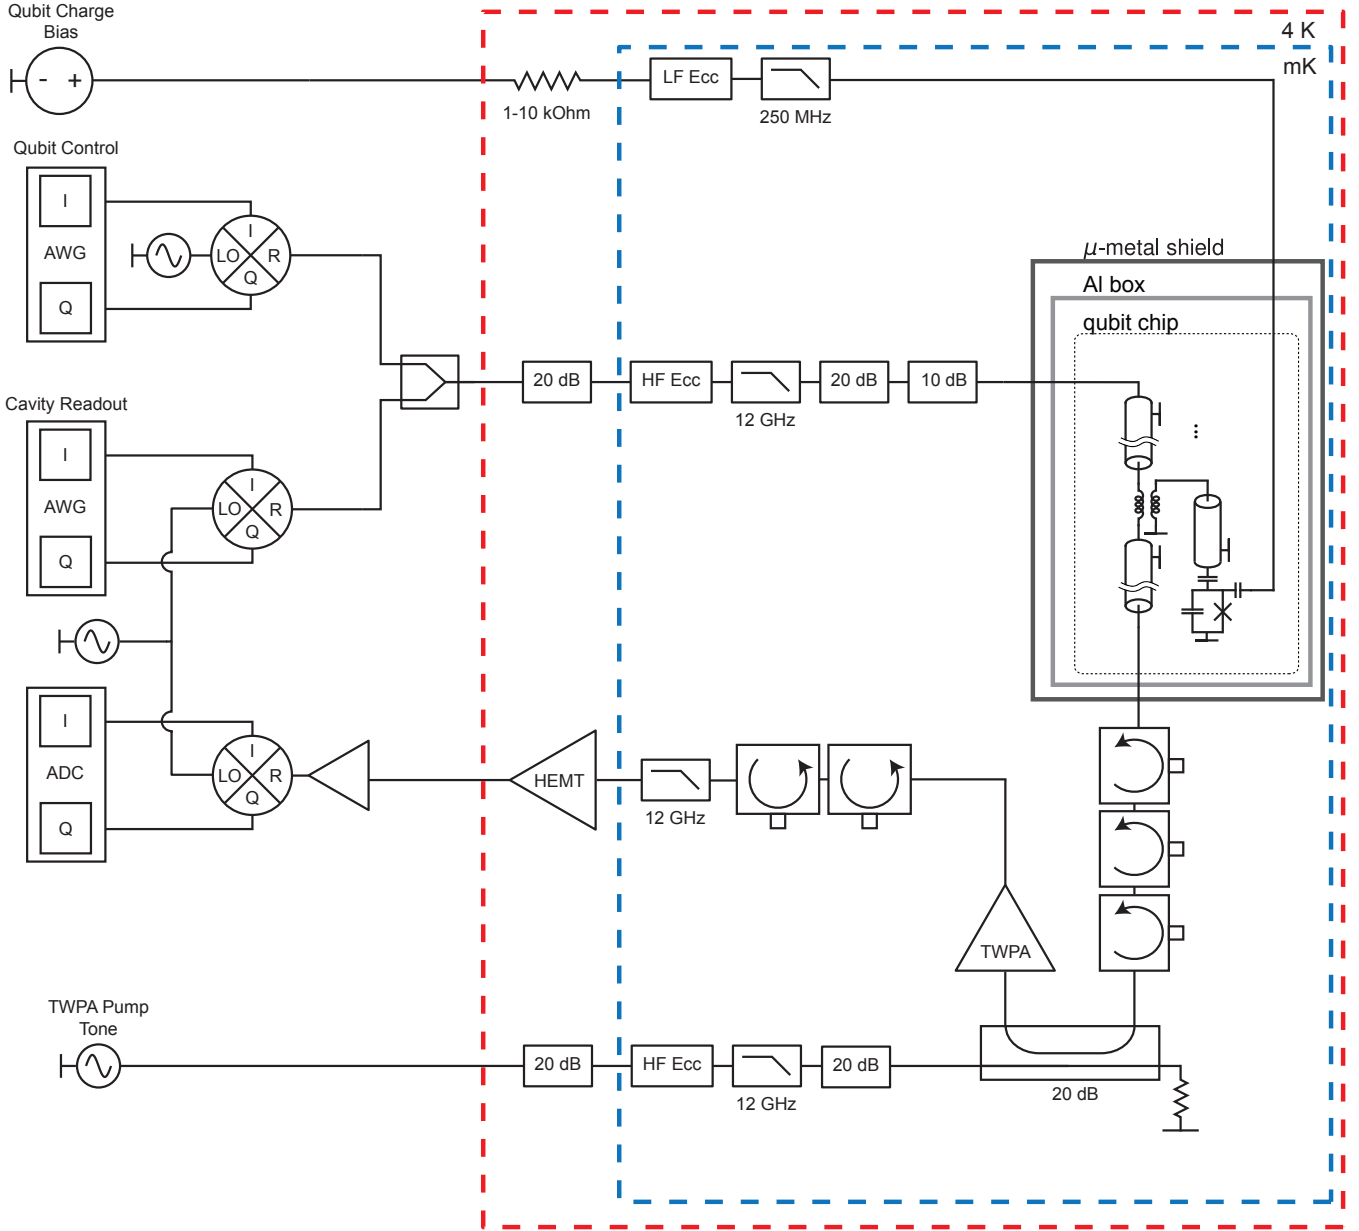 Qubit Charge
Bias
- +
1-10 kOhm
LF Ecc
250 MHz
4 K
mK
Qubit Control
I
AWG
Q
I
LO
R
Q
μ-metal shield
Al box
qubit chip
...
20 dB
HF Ecc
12 GHz
20 dB
10 dB
Cavity Readout
I
AWG
Q
I
LO
R
Q
I
ADC
Q
I
LO
R
Q
HEMT
12 GHz
TWPA
TWPA Pump
Tone
20 dB
HF Ecc
12 GHz
20 dB
20 dB